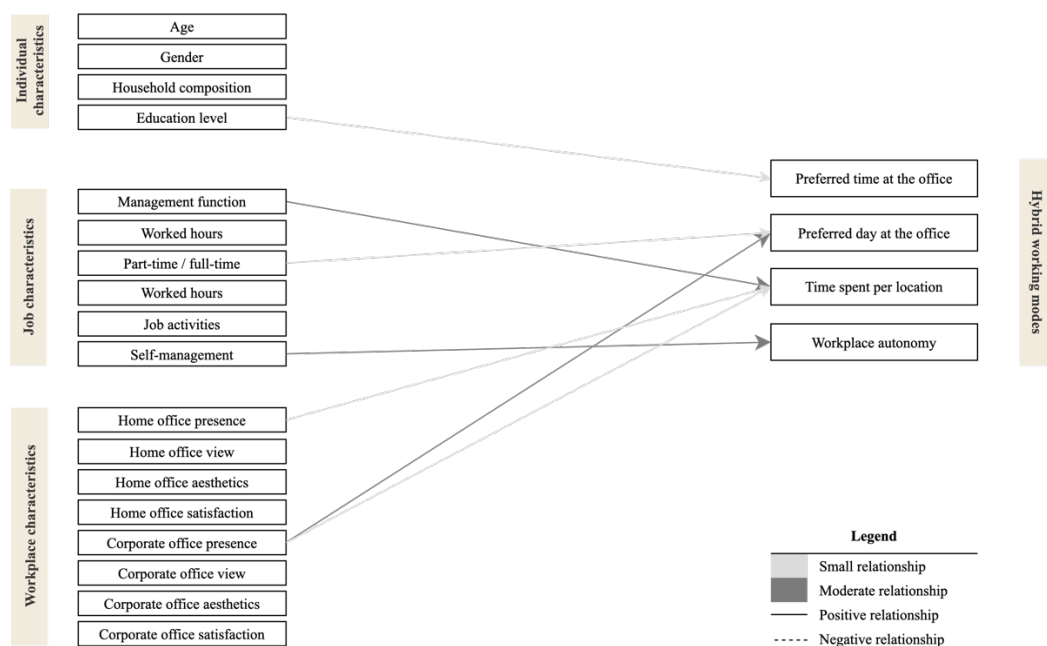 Individual
characteristics
Age
Gender
Household composition
Education level
Job characteristics
Management function
Worked hours
Part-time / full-time
Worked hours
Job activities
Self-management
Workplace characteristics
Home office presence
Home office view
Home office aesthetics
Home office satisfaction
Corporate office presence
Corporate office view
Corporate office aesthetics
Corporate office satisfaction
Preferred time at the office
Preferred day at the office
Time spent per location
Workplace autonomy
Hybrid working modes
Legend
Small relationship
Moderate relationship
Positive relationship
Negative relationship